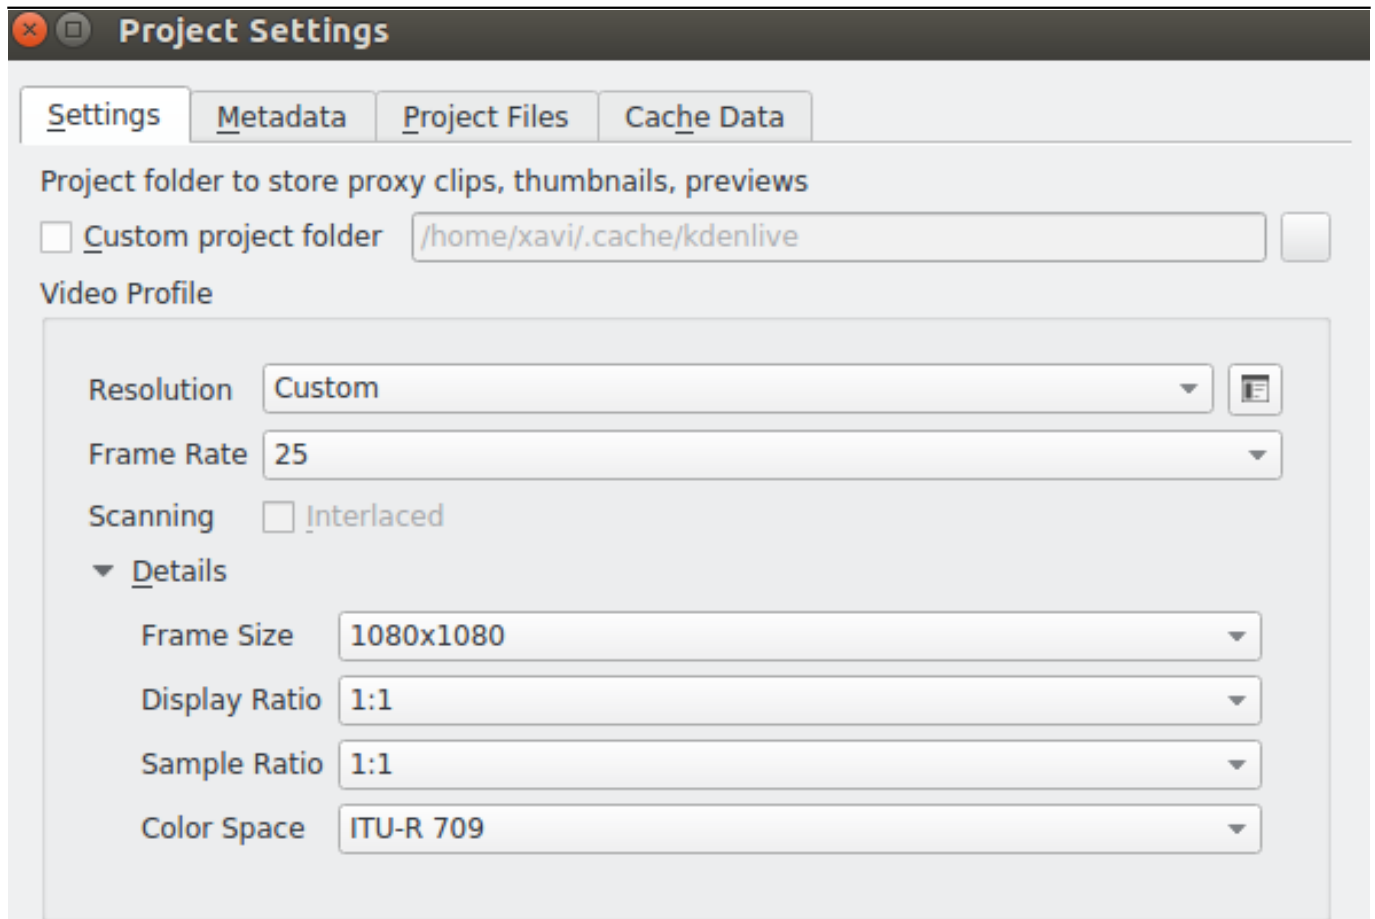 Project Settings
Settings Metadata Project Files Cache Data
Project folder to store proxy clips, thumbnails, previews
Custom project folder /home/xavi/.cache/kdenlive
Video Profile
Resolution Custom
Frame Rate 25
Scanning Interlaced
Details
Frame Size 1080x1080
Display Ratio 1:1
Sample Ratio 1:1
Color Space ITU-R 709